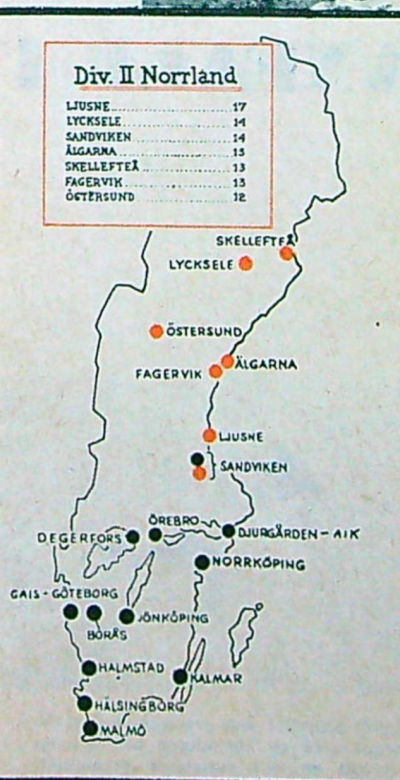 Div. II Norrland
LJUSNE 17
LYCKSELE 14
SANDVIKEN 14
ÄLGARNA 13
SKELLEFTEÅ 13
FAGERVIK 13
ÖSTERSUND 12
SKELLEFTEÅ
LYCKSELE
ÖSTERSUND
ÄLGARNA
FAGERVIK
LJUSNE
SANDVIKEN
ÖREBRO
DEGERFORS
DJURGÅRDEN - AIK
NORRKÖPING
GAIS - GÖTEBORG
JÖNKÖPING
BORÅS
HALMSTAD
KALMAR
HÄLSINGBORG
MALMÖ